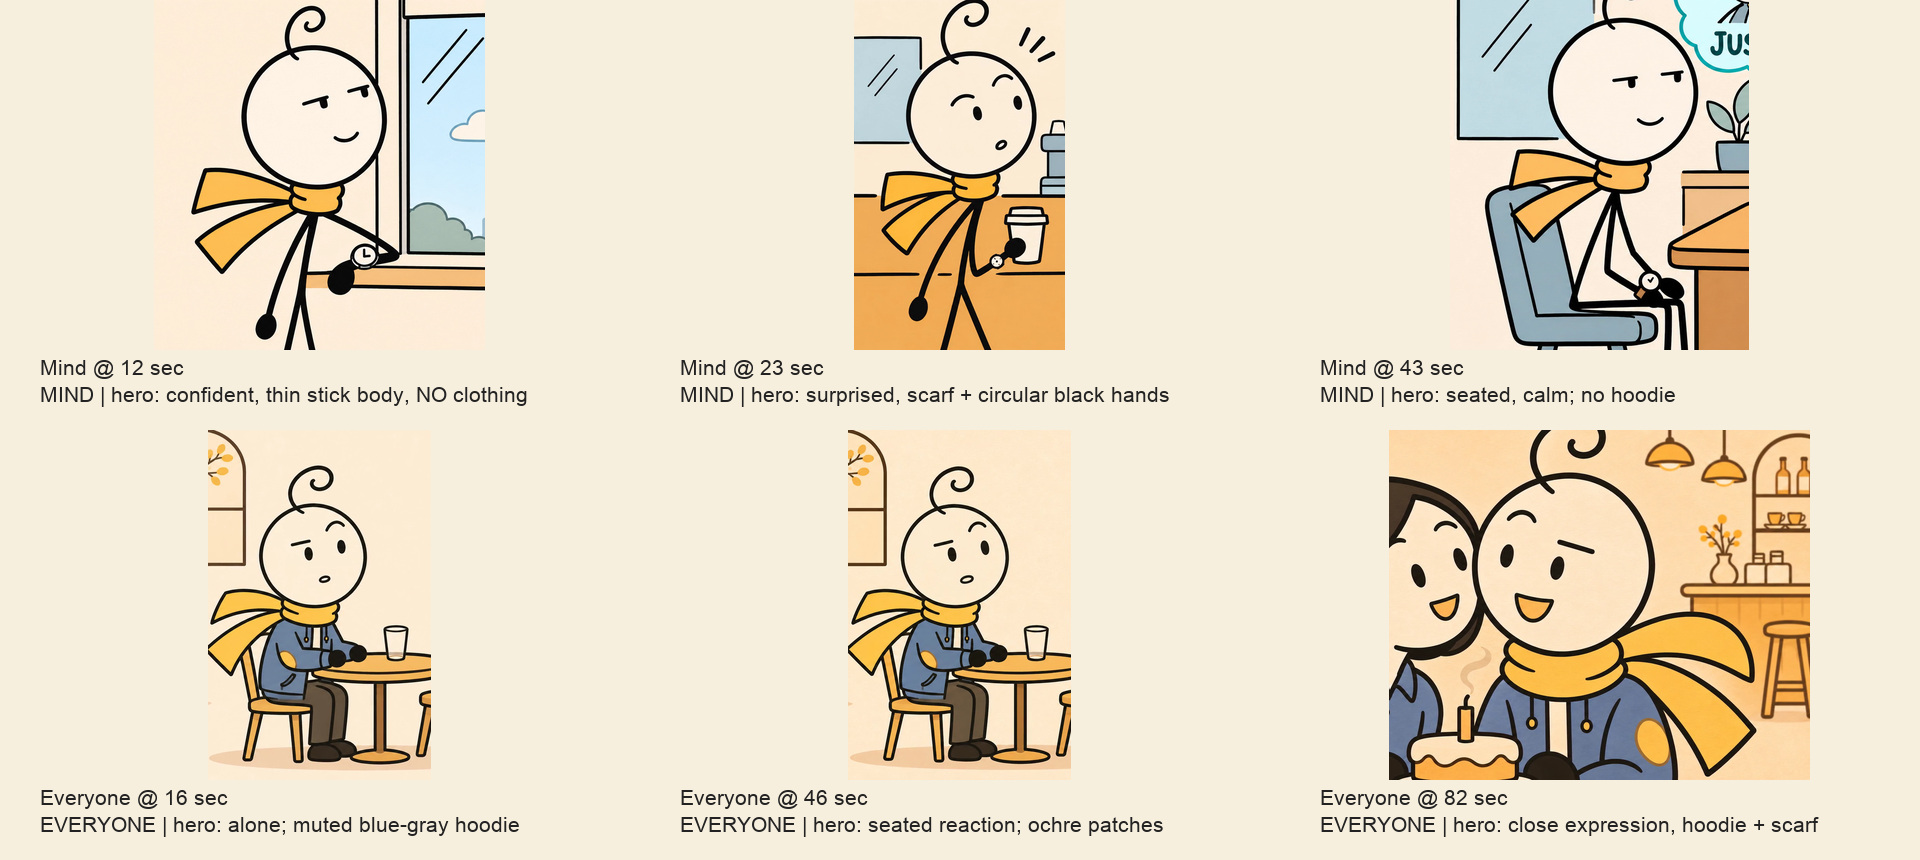 JUS
Mind @ 12 sec
MIND | hero: confident, thin stick body, NO clothing
Mind @ 23 sec
MIND | hero: surprised, scarf + circular black hands
Mind @ 43 sec
MIND | hero: seated, calm; no hoodie
Everyone @ 16 sec
EVERYONE | hero: alone; muted blue-gray hoodie
Everyone @ 46 sec
EVERYONE | hero: seated reaction; ochre patches
Everyone @ 82 sec
EVERYONE | hero: close expression, hoodie + scarf